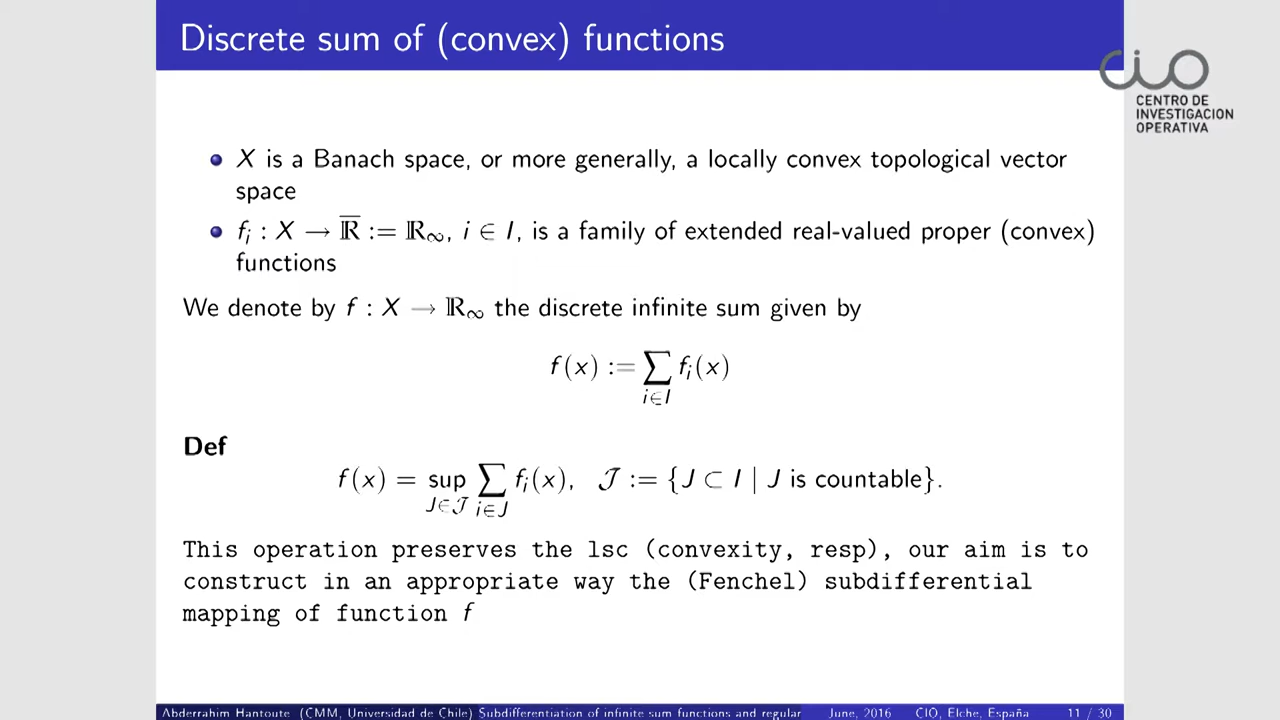 Discrete sum of (convex) functions
CENTRO DE
INVESTIGACION
OPERATIVA
X is a Banach space, or more generally, a locally convex topological vector
space
f_i : X → \overline{ℝ} := ℝ_∞, i ∈ I, is a family of extended real-valued proper (convex)
functions
We denote by f : X → ℝ_∞ the discrete infinite sum given by
f(x) := ∑_{i∈I} f_i(x)
Def
f(x) = sup_{J∈𝒥} ∑_{i∈J} f_i(x), 𝒥 := {J ⊂ I | J is countable}.
This operation preserves the lsc (convexity, resp), our aim is to
construct in an appropriate way the (Fenchel) subdifferential
mapping of function f
Abderrahim Hantoute (CMM, Universidad de Chile) Subdifferentiation of infinite sum functions and regular June, 2016 CIO, Elche, España 11 / 30